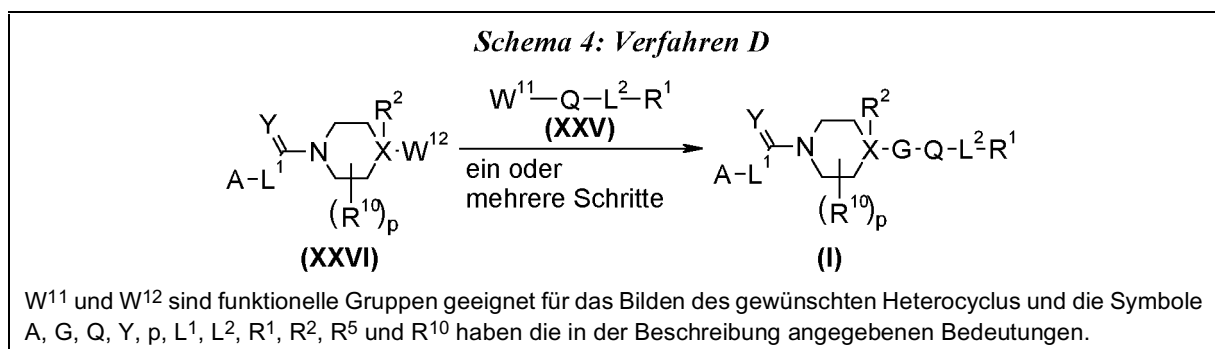 Schema 4: Verfahren D
W¹¹—Q—L²—R¹
(XXV)
Y
R²
N
X-W¹²
A-L¹
(R¹⁰)p
(XXVI)
ein oder
mehrere Schritte
Y
R²
N
X-G-Q-L²R¹
A-L¹
(R¹⁰)p
(I)
W¹¹ und W¹² sind funktionelle Gruppen geeignet für das Bilden des gewünschten Heterocyclus und die Symbole
A, G, Q, Y, p, L¹, L², R¹, R², R⁵ und R¹⁰ haben die in der Beschreibung angegebenen Bedeutungen.